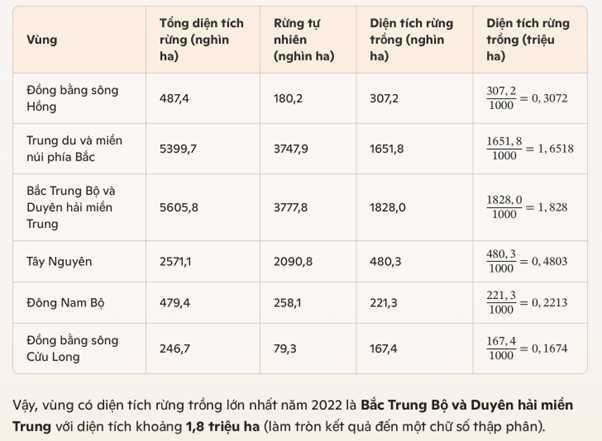 Vùng | Tổng diện tích rừng (nghìn ha) | Rừng tự nhiên (nghìn ha) | Diện tích rừng trồng (nghìn ha) | Diện tích rừng trồng (triệu ha)
Đồng bằng sông Hồng | 487,4 | 180,2 | 307,2 | 307,2/1000 = 0,3072
Trung du và miền núi phía Bắc | 5399,7 | 3747,9 | 1651,8 | 1651,8/1000 = 1,6518
Bắc Trung Bộ và Duyên hải miền Trung | 5605,8 | 3777,8 | 1828,0 | 1828,0/1000 = 1,828
Tây Nguyên | 2571,1 | 2090,8 | 480,3 | 480,3/1000 = 0,4803
Đông Nam Bộ | 479,4 | 258,1 | 221,3 | 221,3/1000 = 0,2213
Đồng bằng sông Cửu Long | 246,7 | 79,3 | 167,4 | 167,4/1000 = 0,1674
Vậy, vùng có diện tích rừng trồng lớn nhất năm 2022 là Bắc Trung Bộ và Duyên hải miền
Trung với diện tích khoảng 1,8 triệu ha (làm tròn kết quả đến một chữ số thập phân).